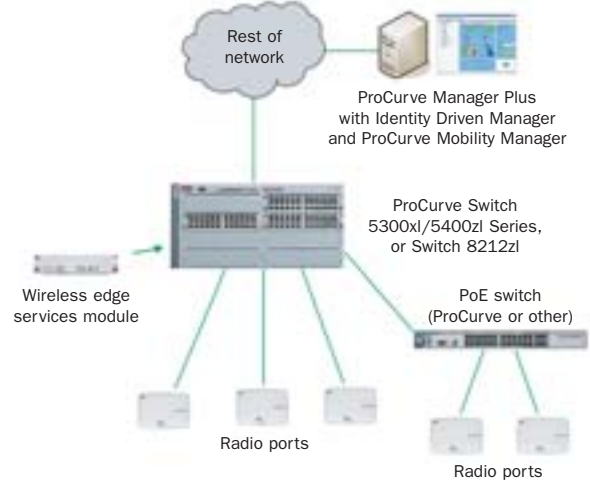 Rest of
network
ProCurve Manager Plus
with Identity Driven Manager
and ProCurve Mobility Manager
ProCurve Switch
5300xl/5400zl Series,
or Switch 8212zl
Wireless edge
services module
PoE switch
(ProCurve or other)
Radio ports
Radio ports